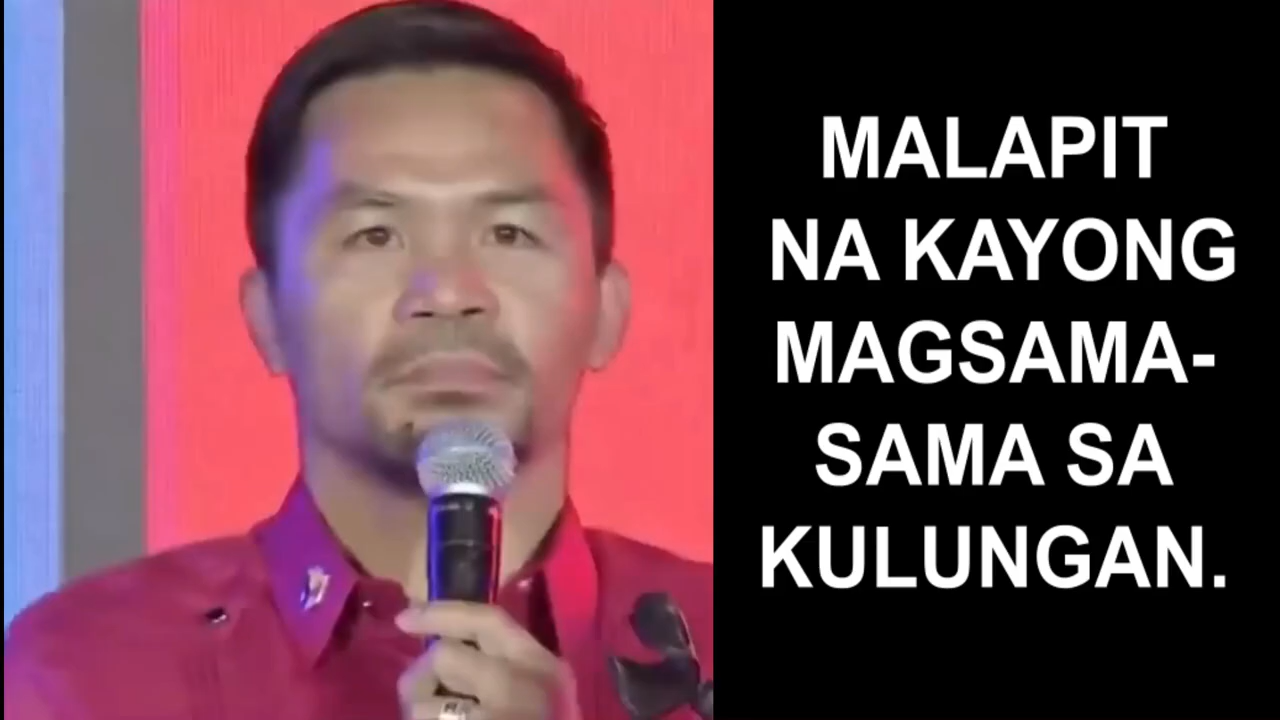 MALAPIT
NA KAYONG
MAGSAMA-
SAMA SA
KULUNGAN.